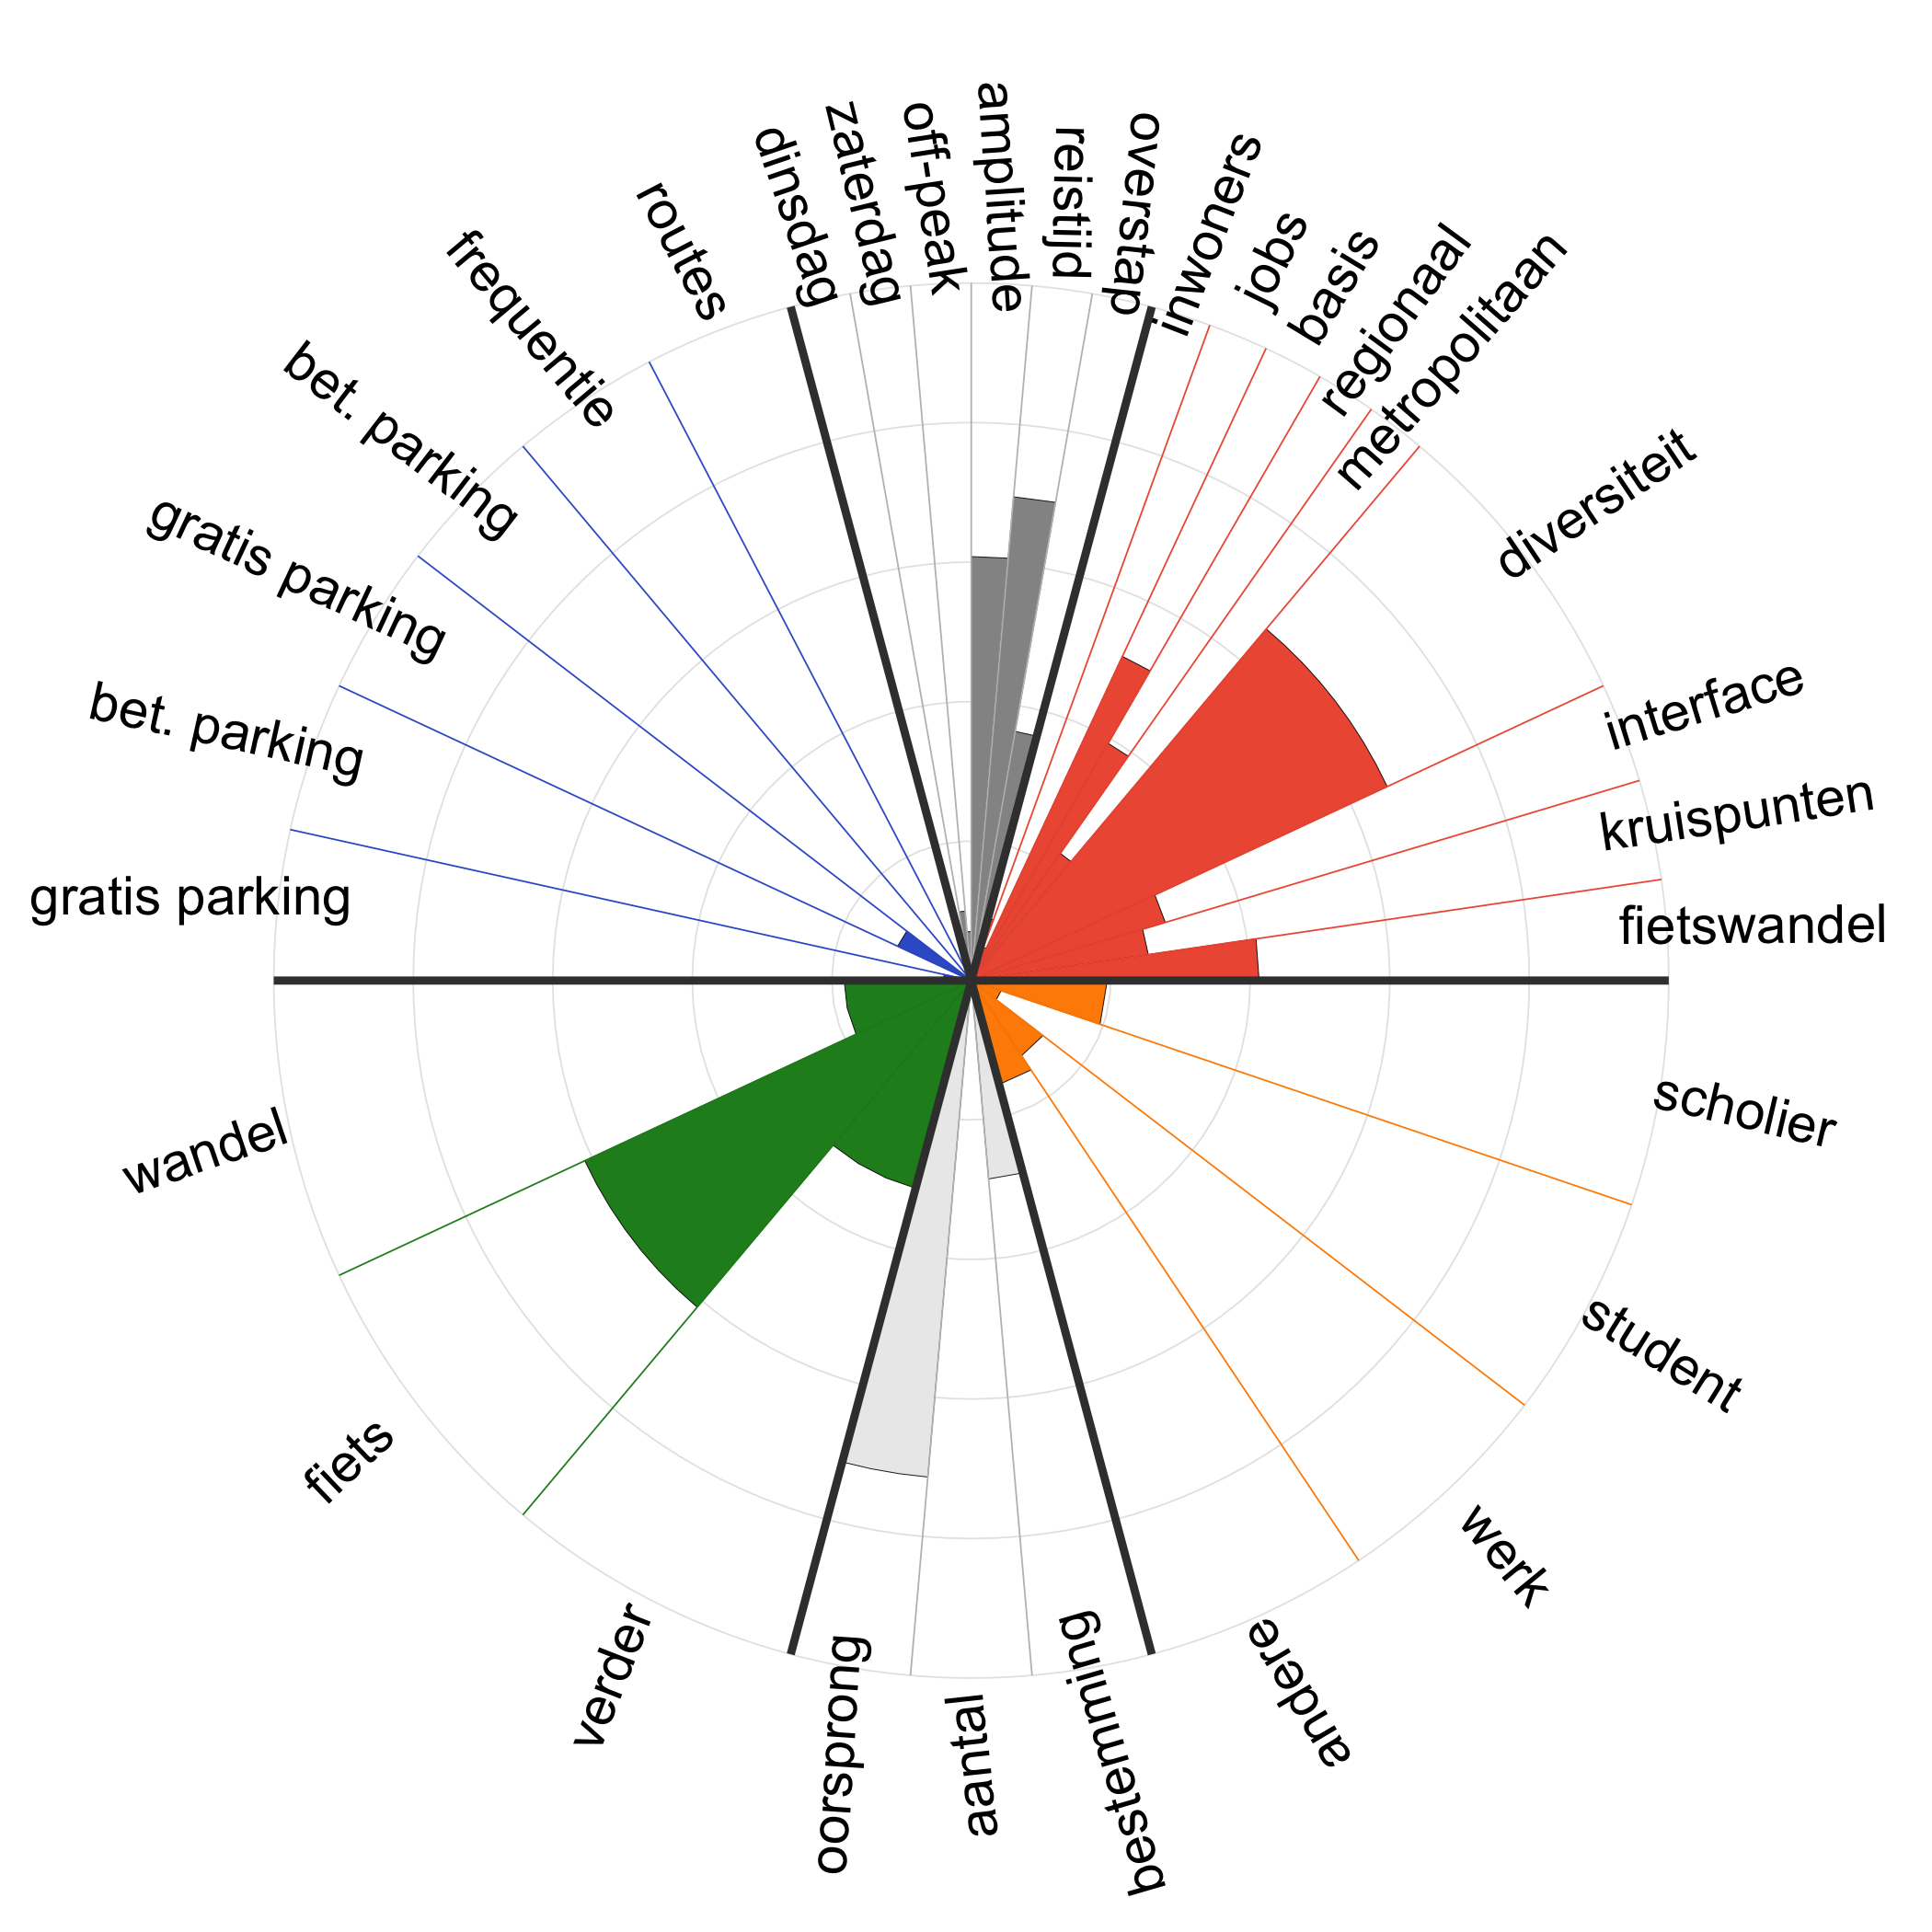 dinsdag
zaterdag
off-peak
amplitude
reistijd
overstap
inwoners
jobs
basis
regionaal
metropolitaan
diversiteit
interface
kruispunten
fietswandel
scholier
student
werk
andere
bestemming
aantal
oorsprong
verder
fiets
wandel
gratis parking
bet. parking
gratis parking
bet. parking
frequentie
routes